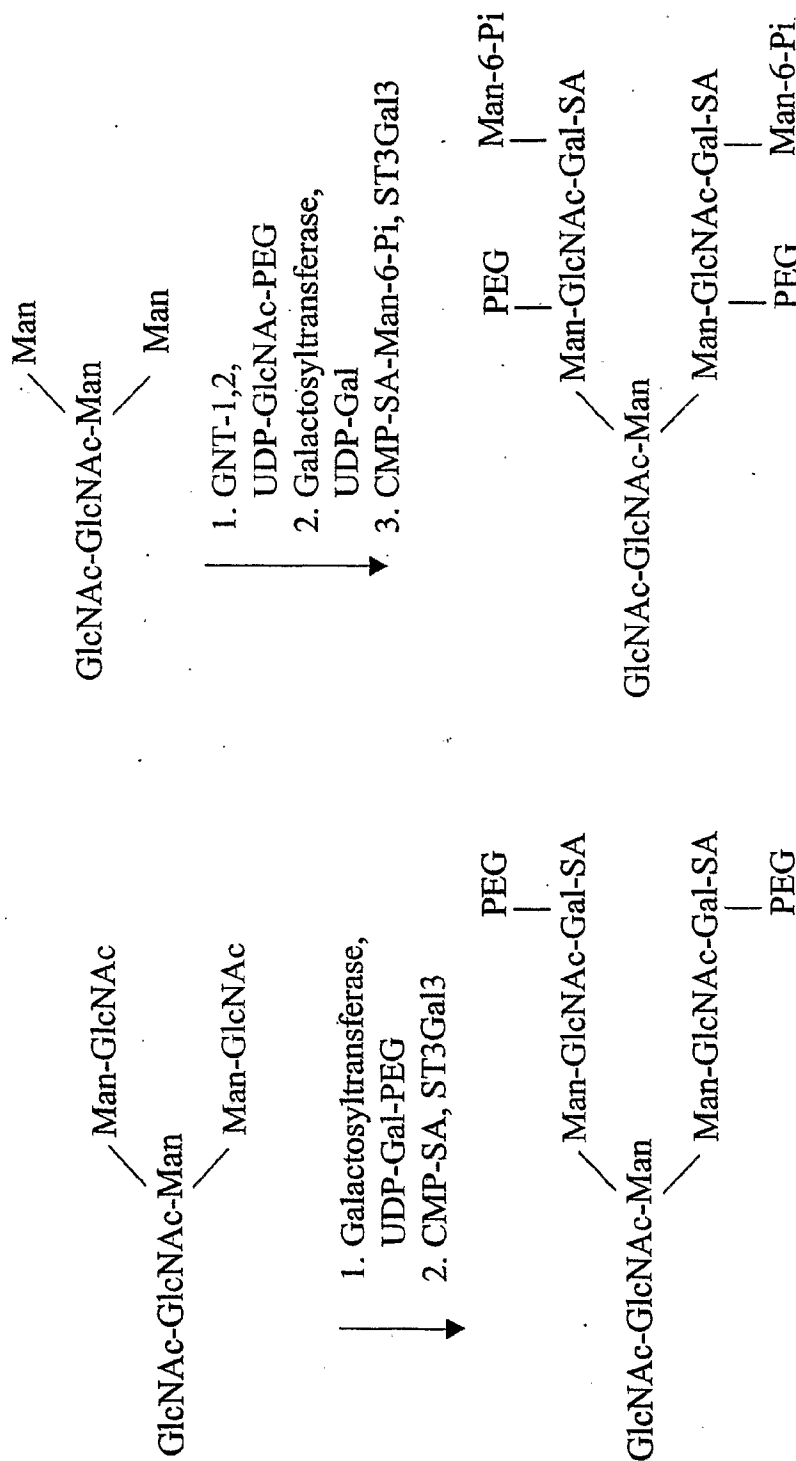 Man-GlcNAc
GlcNAc-GlcNAc-Man
Man-GlcNAc
1. Galactosyltransferase,
UDP-Gal-PEG
2. CMP-SA, ST3Gal3
PEG
Man-GlcNAc-Gal-SA
GlcNAc-GlcNAc-Man
Man-GlcNAc-Gal-SA
PEG
Man
GlcNAc-GlcNAc-Man
Man
1. GNT-1,2,
UDP-GlcNAc-PEG
2. Galactosyltransferase,
UDP-Gal
3. CMP-SA-Man-6-Pi, ST3Gal3
PEG Man-6-Pi
Man-GlcNAc-Gal-SA
GlcNAc-GlcNAc-Man
Man-GlcNAc-Gal-SA
PEG Man-6-Pi